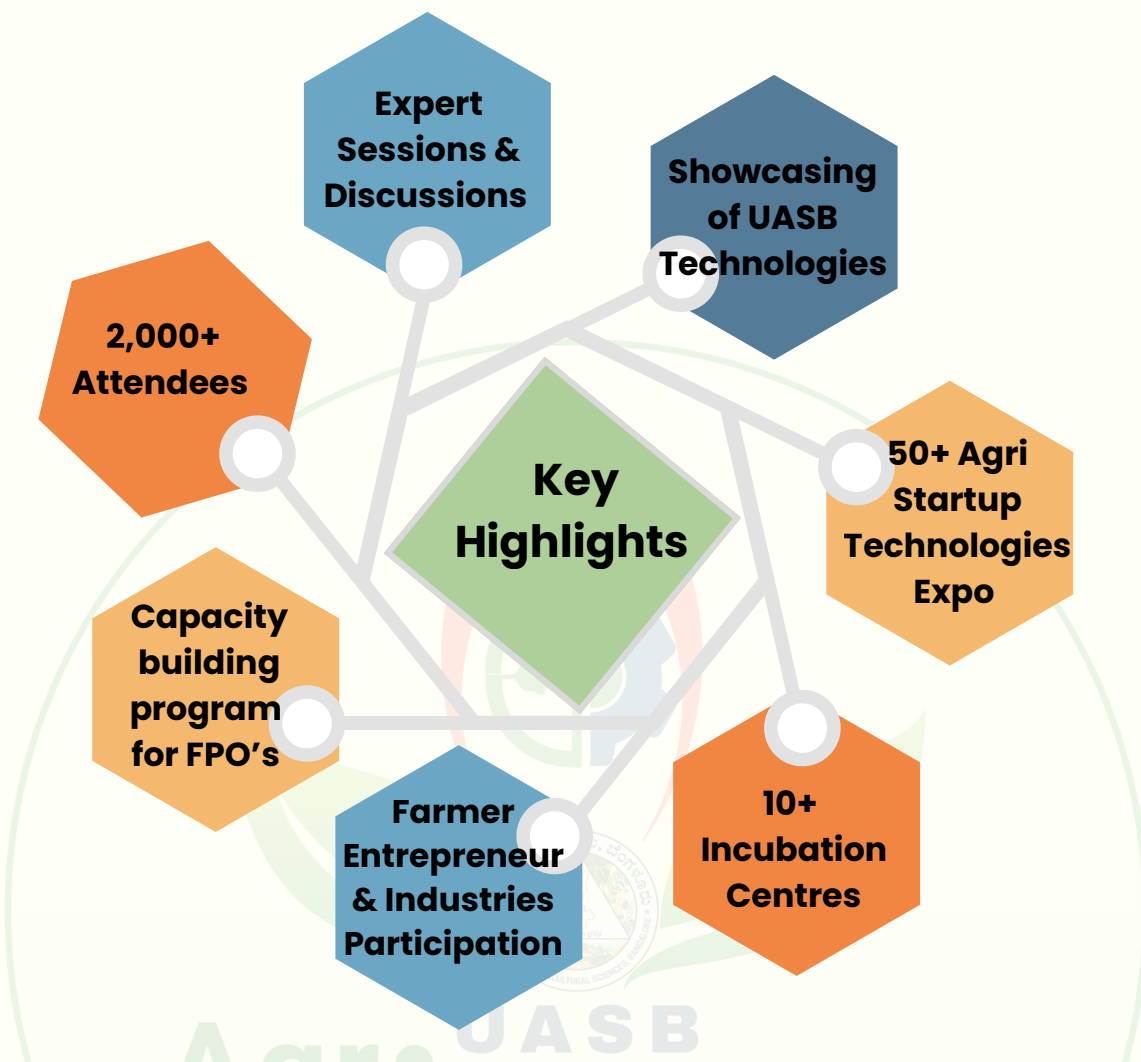 Expert
Sessions &
Discussions
Showcasing
of UASB
Technologies
2,000+
Attendees
Key
Highlights
50+ Agri
Startup
Technologies
Expo
Capacity
building
program
for FPO’s
10+
Incubation
Centres
Farmer
Entrepreneur
& Industries
Participation
UASB